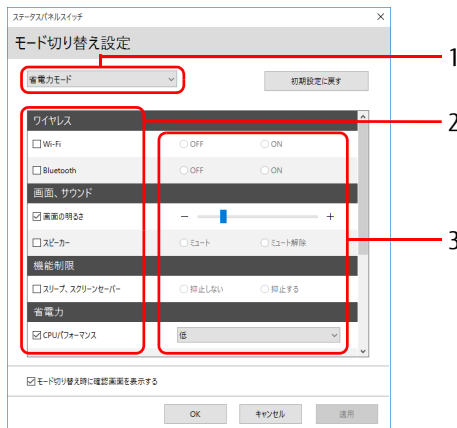 ステータスパネルスイッチ ×
モード切り替え設定
省電力モード 初期設定に戻す
1
ワイヤレス
2
Wi-Fi OFF ON
Bluetooth OFF ON
画面、サウンド
画面の明るさ − +
スピーカー ミュート ミュート解除
3
機能制限
スリープ、スクリーンセーバー 抑止しない 抑止する
省電力
CPUパフォーマンス 低
モード切り替え時に確認画面を表示する
OK キャンセル 適用